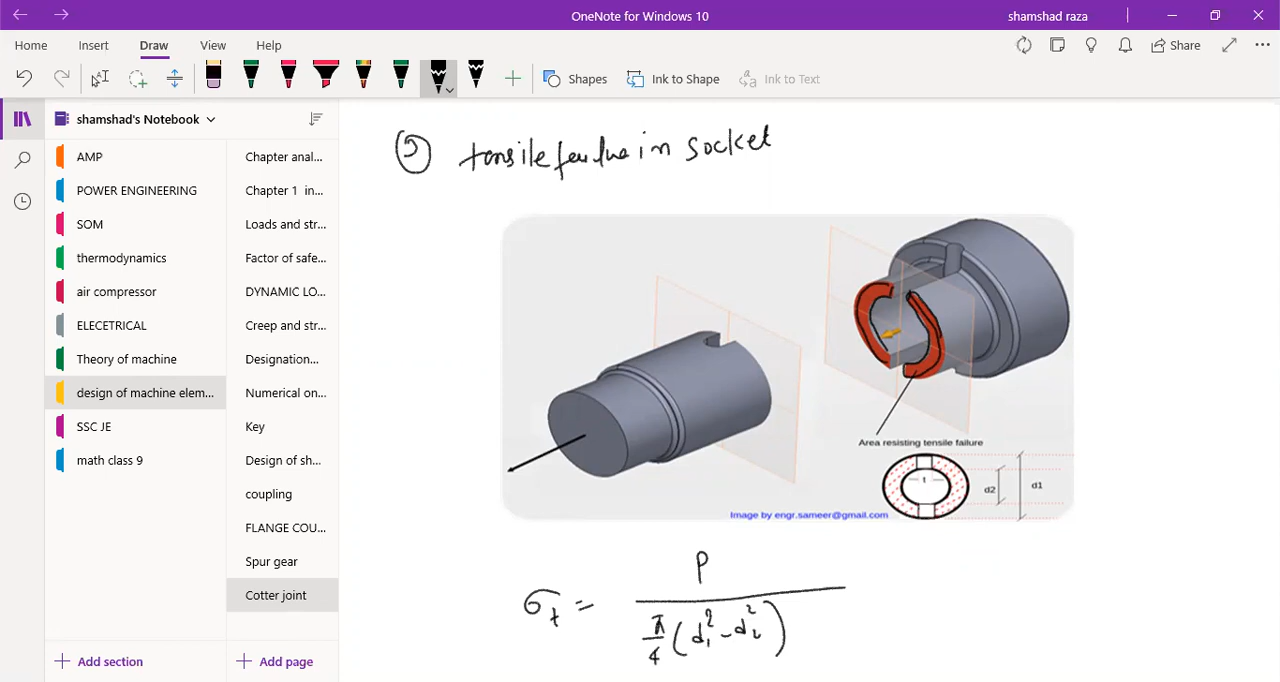 OneNote for Windows 10
shamshad raza
Home Insert Draw View Help
Share
Shapes
Ink to Shape
Ink to Text
shamshad's Notebook
AMP
POWER ENGINEERING
SOM
thermodynamics
air compressor
ELECETRICAL
Theory of machine
design of machine elem...
SSC JE
math class 9
Add section
Chapter anal...
Chapter 1 in...
Loads and str...
Factor of safe...
DYNAMIC LO...
Creep and str...
Designation...
Numerical on...
Key
Design of sh...
coupling
FLANGE COU...
Spur gear
Cotter joint
Add page
⑤ tensile failure in socket
Area resisting tensile failure
t
d2
d1
Image by engr.sameer@gmail.com
P
σt =
π/4 (d₁² - d₂²)